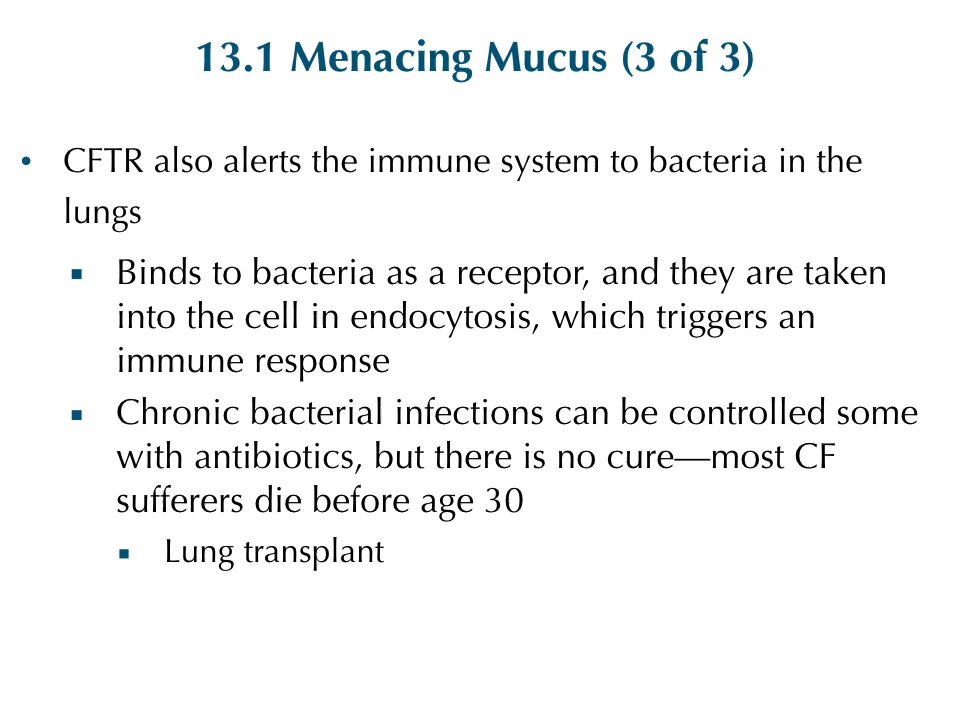 13.1 Menacing Mucus (3 of 3)
• CFTR also alerts the immune system to bacteria in the
lungs
▪ Binds to bacteria as a receptor, and they are taken
into the cell in endocytosis, which triggers an
immune response
▪ Chronic bacterial infections can be controlled some
with antibiotics, but there is no cure—most CF
sufferers die before age 30
▪ Lung transplant